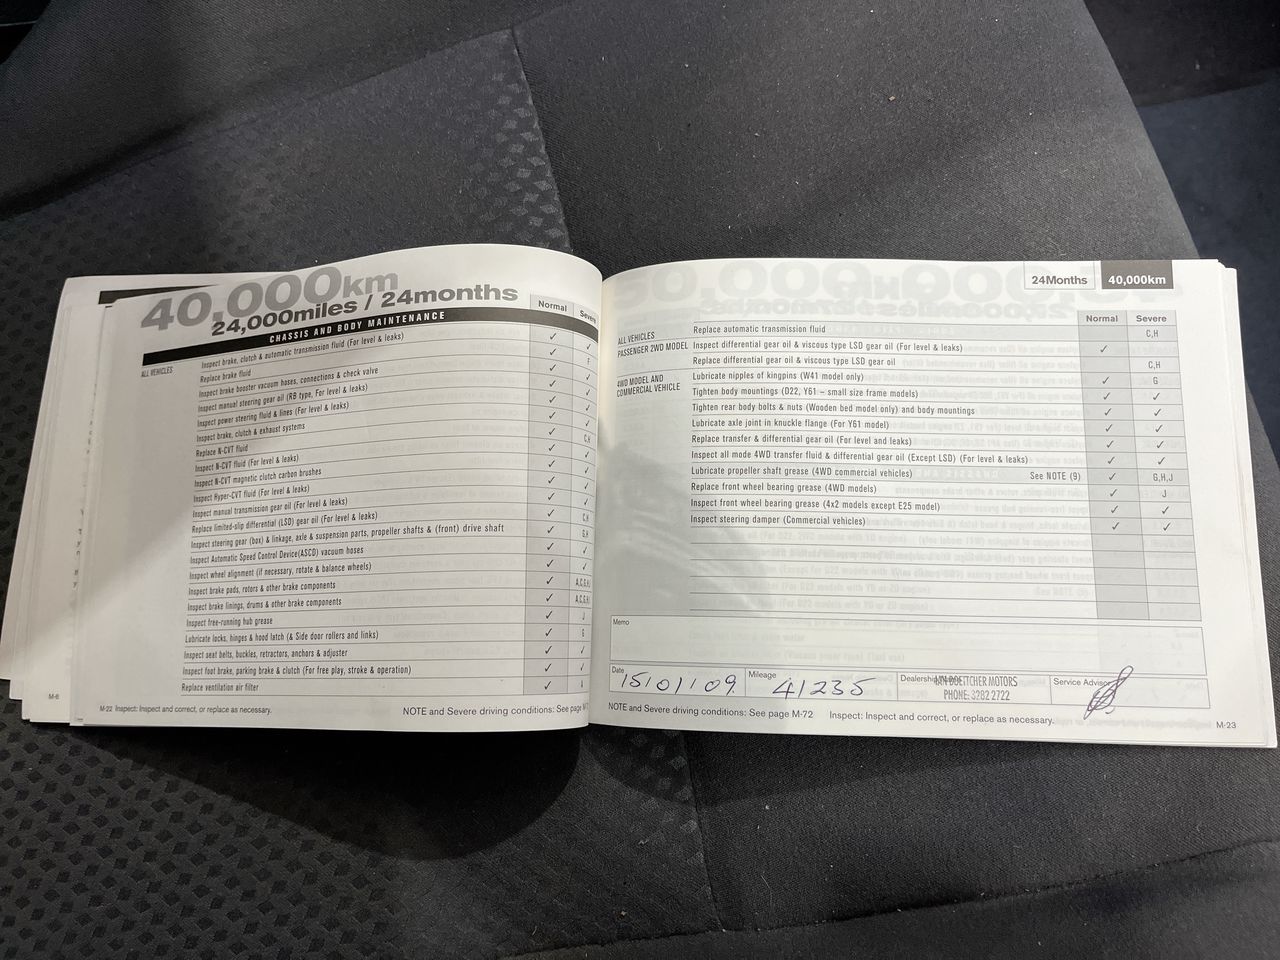 40,000km
24,000miles / 24months
CHASSIS AND BODY MAINTENANCE
Normal
Severe
ALL VEHICLES
Inspect brake, clutch & automatic transmission fluid (For level & leaks) ✓ ✓
Replace brake fluid ✓ F
Inspect brake booster vacuum hoses, connections & check valve ✓ ✓
Inspect manual steering gear oil (RB type, For level & leaks) ✓ ✓
Inspect power steering fluid & lines (For level & leaks) ✓ ✓
Inspect brake, clutch & exhaust systems ✓ ✓
Replace N-CVT fluid ✓ C,H
Inspect N-CVT fluid (For level & leaks) ✓ ✓
Inspect N-CVT magnetic clutch carbon brushes ✓ ✓
Inspect Hyper-CVT fluid (For level & leaks) ✓ ✓
Inspect manual transmission gear oil (For level & leaks) ✓ ✓
Replace limited-slip differential (LSD) gear oil (For level & leaks) ✓ C,H
Inspect steering gear (box) & linkage, axle & suspension parts, propeller shafts & (front) drive shaft ✓ G,H
Inspect Automatic Speed Control Device(ASCD) vacuum hoses ✓ ✓
Inspect wheel alignment (if necessary, rotate & balance wheels) ✓ ✓
Inspect brake pads, rotors & other brake components ✓ A,C,G,H,I
Inspect brake linings, drums & other brake components ✓ A,C,G,H,I
Inspect free-running hub grease ✓ J
Lubricate locks, hinges & hood latch (& Side door rollers and links) ✓ G
Inspect seat belts, buckles, retractors, anchors & adjuster ✓ ✓
Inspect foot brake, parking brake & clutch (For free play, stroke & operation) ✓ ✓
Replace ventilation air filter ✓
M-6
M-22 Inspect: Inspect and correct, or replace as necessary.
NOTE and Severe driving conditions: See page M-7
24Months 40,000km
Normal Severe
ALL VEHICLES Replace automatic transmission fluid C,H
PASSENGER 2WD MODEL Inspect differential gear oil & viscous type LSD gear oil (For level & leaks) ✓
Replace differential gear oil & viscous type LSD gear oil C,H
4WD MODEL AND
COMMERCIAL VEHICLE
Lubricate nipples of kingpins (W41 model only) ✓ G
Tighten body mountings (D22, Y61 – small size frame models) ✓ ✓
Tighten rear body bolts & nuts (Wooden bed model only) and body mountings ✓ ✓
Lubricate axle joint in knuckle flange (For Y61 model) ✓ ✓
Replace transfer & differential gear oil (For level and leaks) ✓ ✓
Inspect all mode 4WD transfer fluid & differential gear oil (Except LSD) (For level & leaks) ✓ ✓
Lubricate propeller shaft grease (4WD commercial vehicles) See NOTE (9) ✓ G,H,J
Replace front wheel bearing grease (4WD models) ✓ J
Inspect front wheel bearing grease (4x2 models except E25 model) ✓ ✓
Inspect steering damper (Commercial vehicles) ✓ ✓
Memo
Date 15/01/09 Mileage 41235 Dealership BOETTCHER MOTORS Service Advisor
PHONE: 3282 2722
NOTE and Severe driving conditions: See page M-72 Inspect: Inspect and correct, or replace as necessary.
M-23